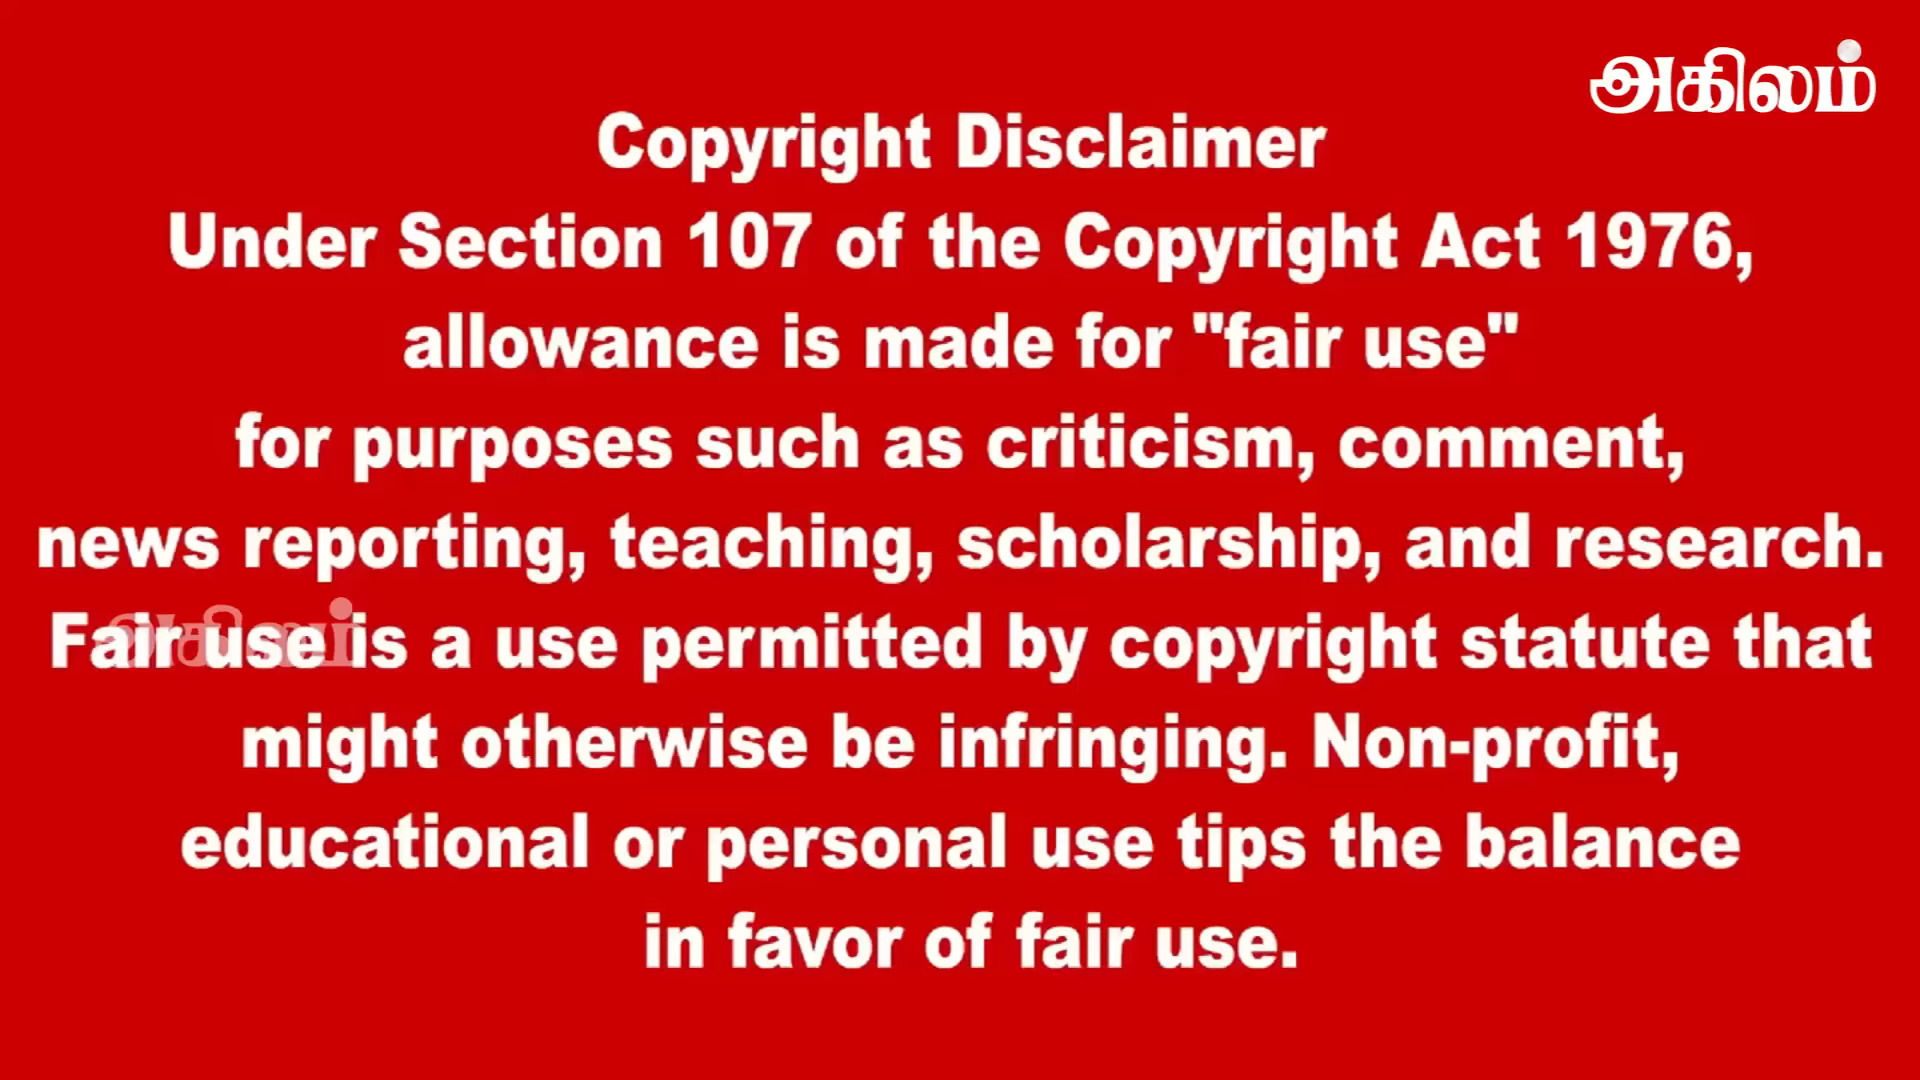 அகிலம்
Copyright Disclaimer
Under Section 107 of the Copyright Act 1976,
allowance is made for "fair use"
for purposes such as criticism, comment,
news reporting, teaching, scholarship, and research.
Fair use is a use permitted by copyright statute that
அகிலம்
might otherwise be infringing. Non-profit,
educational or personal use tips the balance
in favor of fair use.